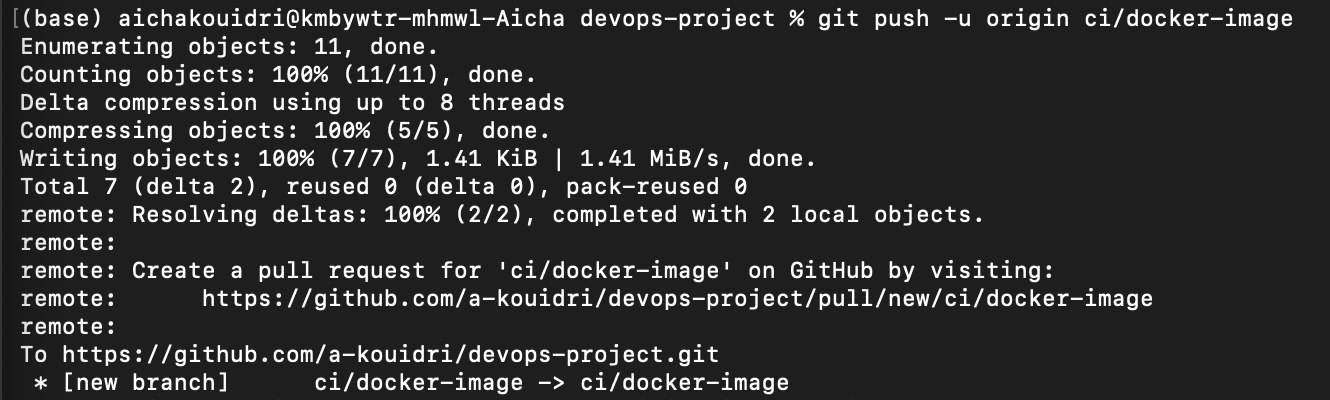 [(base) aichakouidri@kmbywtr-mhmwl-Aicha devops-project % git push -u origin ci/docker-image
Enumerating objects: 11, done.
Counting objects: 100% (11/11), done.
Delta compression using up to 8 threads
Compressing objects: 100% (5/5), done.
Writing objects: 100% (7/7), 1.41 KiB | 1.41 MiB/s, done.
Total 7 (delta 2), reused 0 (delta 0), pack-reused 0
remote: Resolving deltas: 100% (2/2), completed with 2 local objects.
remote:
remote: Create a pull request for 'ci/docker-image' on GitHub by visiting:
remote:      https://github.com/a-kouidri/devops-project/pull/new/ci/docker-image
remote:
To https://github.com/a-kouidri/devops-project.git
 * [new branch]      ci/docker-image -> ci/docker-image